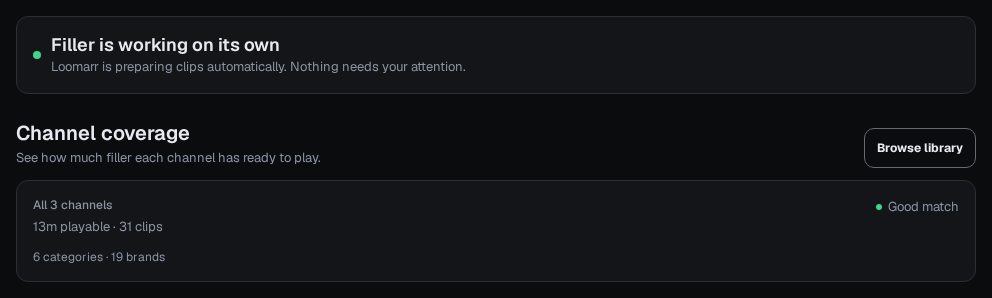 Filler is working on its own
Loomarr is preparing clips automatically. Nothing needs your attention.
Channel coverage
See how much filler each channel has ready to play.
Browse library
All 3 channels
Good match
13m playable · 31 clips
6 categories · 19 brands